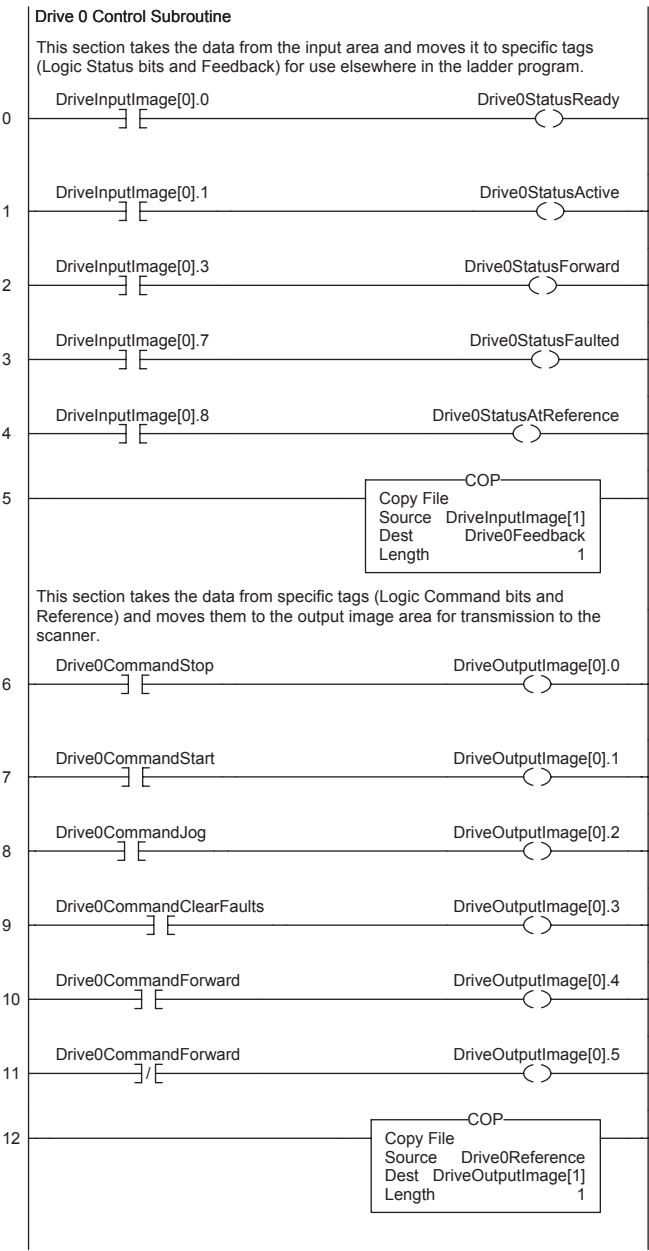 Drive 0 Control Subroutine
This section takes the data from the input area and moves it to specific tags
(Logic Status bits and Feedback) for use elsewhere in the ladder program.
DriveInputImage[0].0 Drive0StatusReady
0
DriveInputImage[0].1 Drive0StatusActive
1
DriveInputImage[0].3 Drive0StatusForward
2
DriveInputImage[0].7 Drive0StatusFaulted
3
DriveInputImage[0].8 Drive0StatusAtReference
4
COP
5
Copy File
Source DriveInputImage[1]
Dest Drive0Feedback
Length 1
This section takes the data from specific tags (Logic Command bits and
Reference) and moves them to the output image area for transmission to the
scanner.
Drive0CommandStop DriveOutputImage[0].0
6
Drive0CommandStart DriveOutputImage[0].1
7
Drive0CommandJog DriveOutputImage[0].2
8
Drive0CommandClearFaults DriveOutputImage[0].3
9
Drive0CommandForward DriveOutputImage[0].4
10
Drive0CommandForward DriveOutputImage[0].5
11
COP
12
Copy File
Source Drive0Reference
Dest DriveOutputImage[1]
Length 1